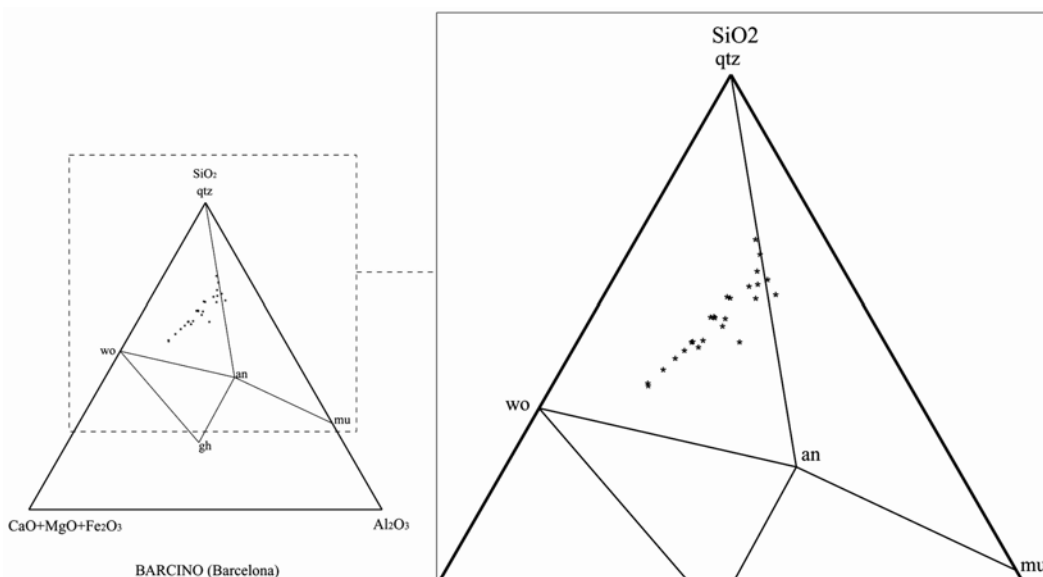 SiO₂
qtz
wo
an
mu
gh
CaO+MgO+Fe₂O₃
Al₂O₃
BARCINO (Barcelona)
SiO2
qtz
wo
an
mu